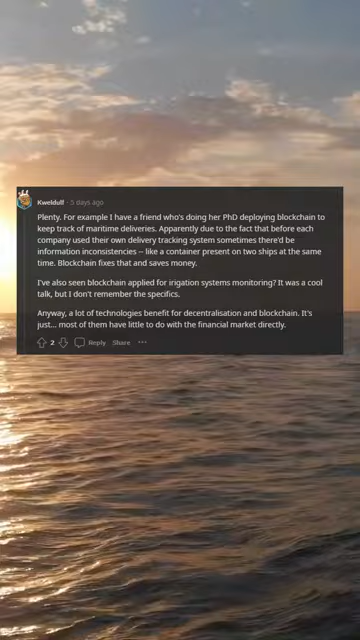 Kweldulf · 5 days ago
Plenty. For example I have a friend who's doing her PhD deploying blockchain to
keep track of maritime deliveries. Apparently due to the fact that before each
company used their own delivery tracking system sometimes there'd be
information inconsistencies -- like a container present on two ships at the same
time. Blockchain fixes that and saves money.
I've also seen blockchain applied for irigation systems monitoring? It was a cool
talk, but I don't remember the specifics.
Anyway, a lot of technologies benefit for decentralisation and blockchain. It's
just... most of them have little to do with the financial market directly.
2 Reply Share ···